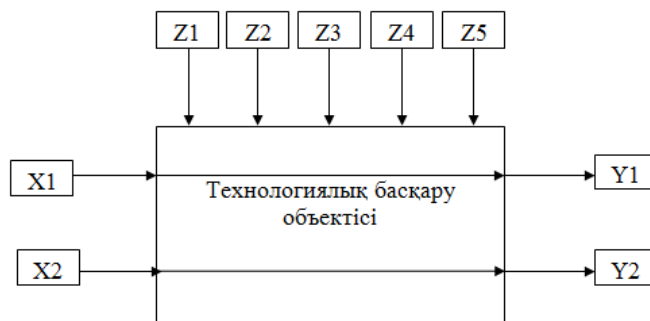 Z1 Z2 Z3 Z4 Z5
X1
Y1
Технологиялық басқару
объектісі
X2
Y2